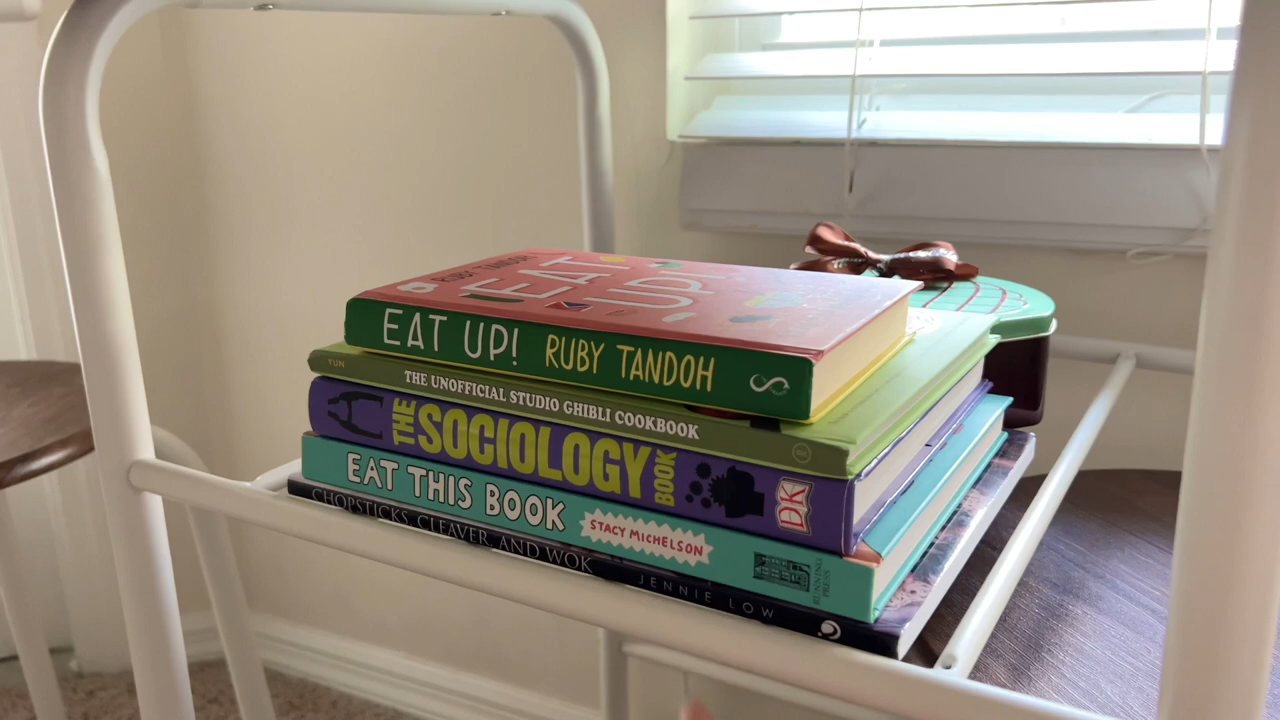 RUBY TANDOH
EAT
UP!
EAT UP! RUBY TANDOH
YUN THE UNOFFICIAL STUDIO GHIBLI COOKBOOK
THE SOCIOLOGY BOOK DK
EAT THIS BOOK STACY MICHELSON RUNNING PRESS
CHOPSTICKS, CLEAVER, AND WOK JENNIE LOW